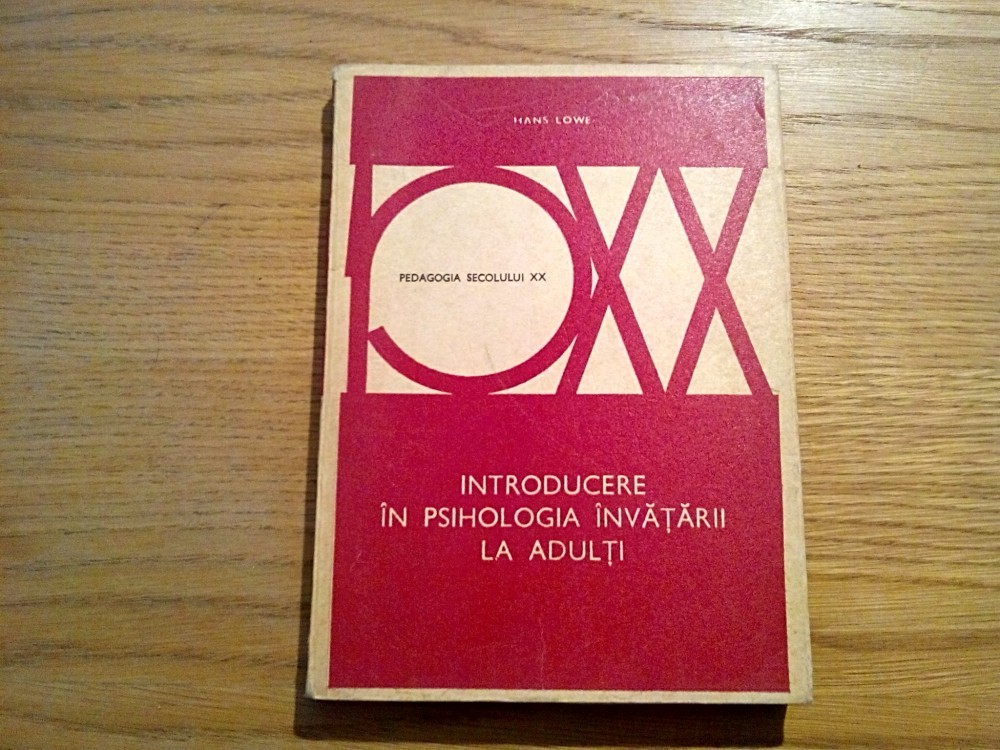 HANS LOWE
PEDAGOGIA SECOLULUI XX
INTRODUCERE
ÎN PSIHOLOGIA ÎNVĂȚĂRII
LA ADULȚI